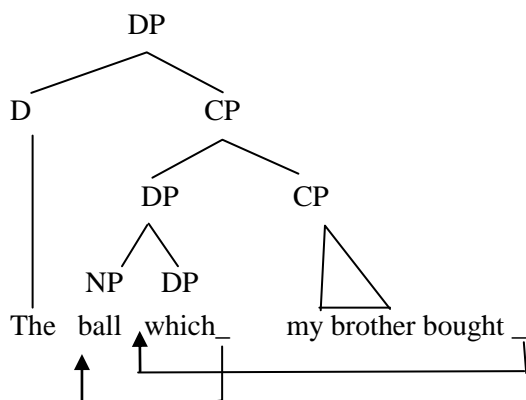 DP
D CP
DP CP
NP DP
The ball which_ my brother bought _